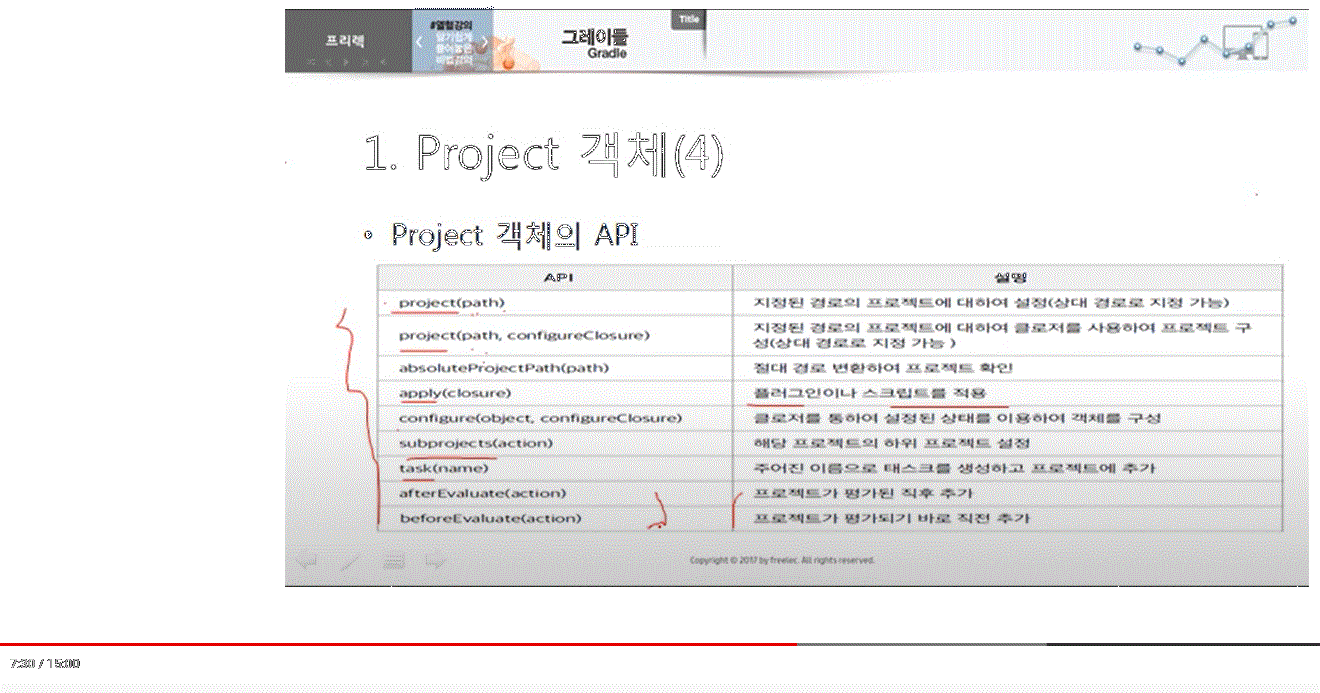 프리렉
#열혈강의
알기쉽게
풀어놓은
비법강의
그레이들
Gradle
Title
1. Project 객체(4)
Project 객체의 API
API 설명
project(path) 지정된 경로의 프로젝트에 대하여 설정(상대 경로로 지정 가능)
project(path, configureClosure) 지정된 경로의 프로젝트에 대하여 클로저를 사용하여 프로젝트 구
성(상대 경로로 지정 가능 )
absoluteProjectPath(path) 절대 경로 변환하여 프로젝트 확인
apply(closure) 플러그인이나 스크립트를 적용
configure(object, configureClosure) 클로저를 통하여 설정된 상태를 이용하여 객체를 구성
subprojects(action) 해당 프로젝트의 하위 프로젝트 설정
task(name) 주어진 이름으로 태스크를 생성하고 프로젝트에 추가
afterEvaluate(action) 프로젝트가 평가된 직후 추가
beforeEvaluate(action) 프로젝트가 평가되기 바로 직전 추가
Copyright © 2017 by freelec. All rights reserved.
7:30 / 15:00